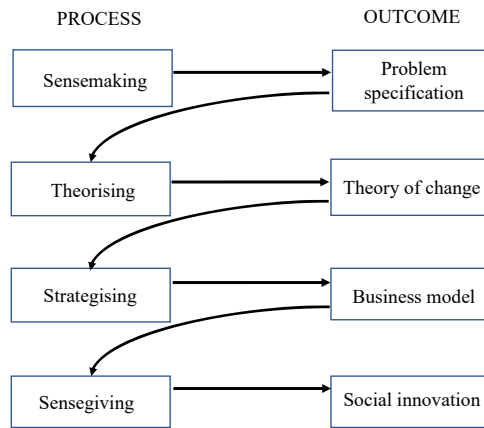 PROCESS OUTCOME
Sensemaking
Problem
specification
Theorising
Theory of change
Strategising
Business model
Sensegiving
Social innovation